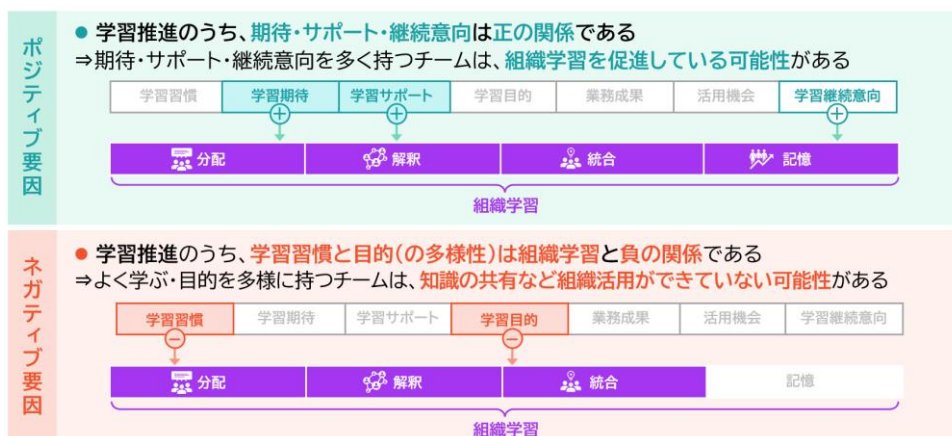 ポジティブ要因
● 学習推進のうち、期待・サポート・継続意向は正の関係である
⇒期待・サポート・継続意向を多く持つチームは、組織学習を促進している可能性がある
学習習慣 学習期待 学習サポート 学習目的 業務成果 活用機会 学習継続意向
+ + +
分配 解釈 統合 記憶
組織学習
ネガティブ要因
● 学習推進のうち、学習習慣と目的(の多様性)は組織学習と負の関係である
⇒よく学ぶ・目的を多様に持つチームは、知識の共有など組織活用ができていない可能性がある
学習習慣 学習期待 学習サポート 学習目的 業務成果 活用機会 学習継続意向
− −
分配 解釈 統合 記憶
組織学習